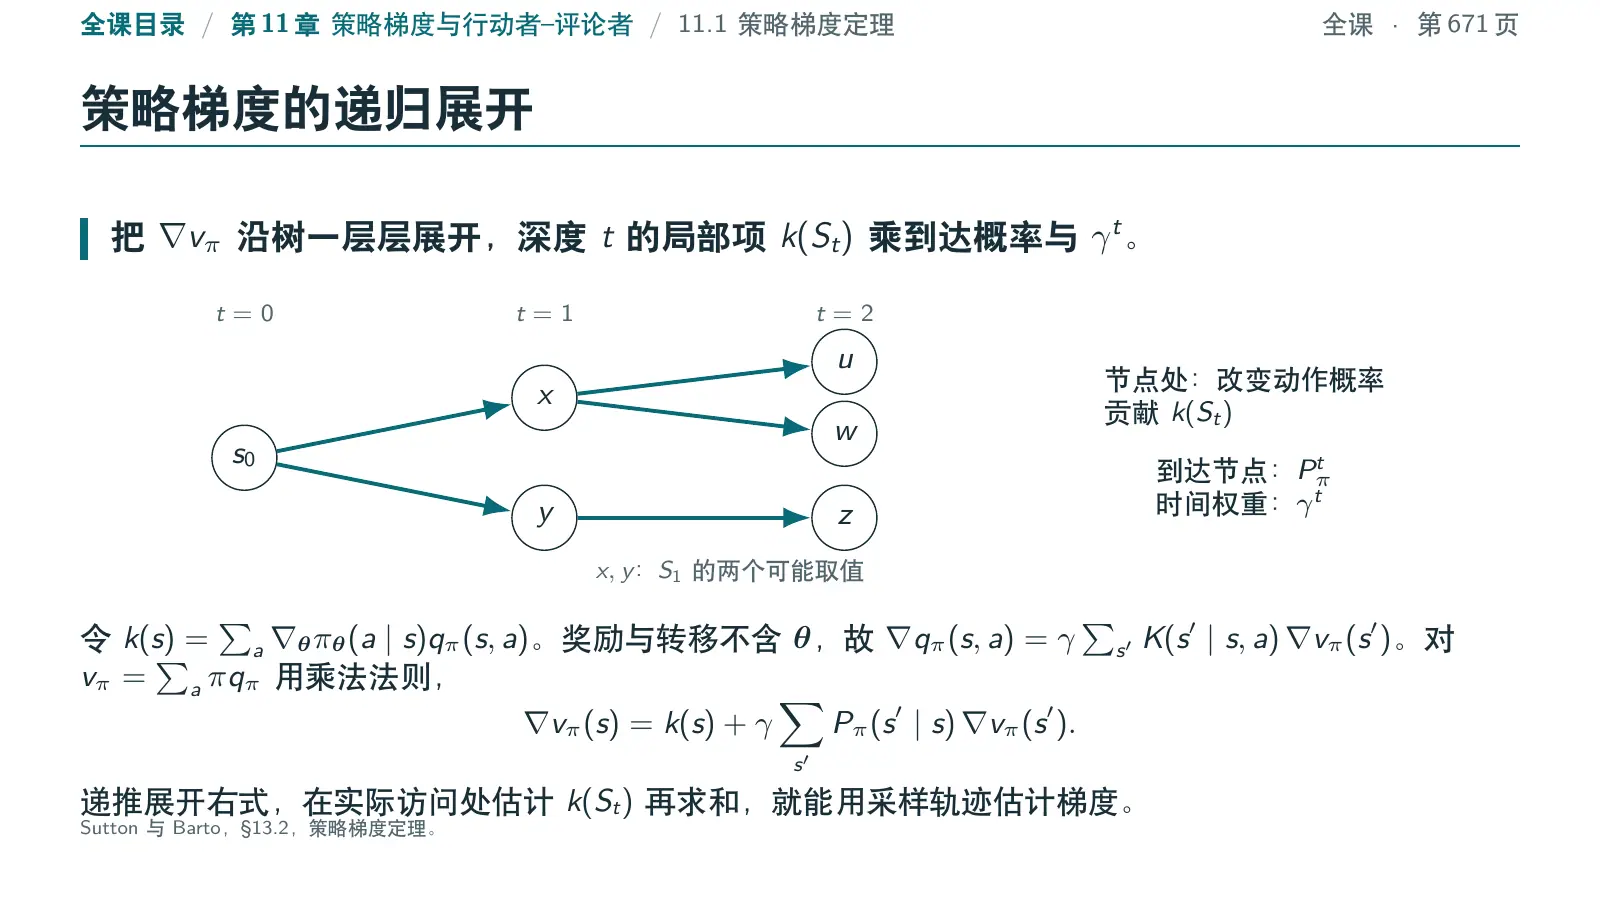 全课目录 / 第 11 章 策略梯度与行动者–评论者 / 11.1 策略梯度定理
全课 · 第 671 页
策略梯度的递归展开
把 ∇v_π 沿树一层层展开，深度 t 的局部项 k(S_t) 乘到达概率与 γ^t。
t = 0
t = 1
t = 2
s_0
x
y
u
w
z
x, y：S_1 的两个可能取值
节点处：改变动作概率
贡献 k(S_t)
到达节点：P_π^t
时间权重：γ^t
令 k(s) = ∑_a ∇_θ π_θ(a | s)q_π(s, a)。奖励与转移不含 θ，故 ∇q_π(s, a) = γ ∑_{s′} K(s′ | s, a) ∇v_π(s′)。对
v_π = ∑_a πq_π 用乘法法则，
∇v_π(s) = k(s) + γ ∑_{s′} P_π(s′ | s) ∇v_π(s′).
递推展开右式，在实际访问处估计 k(S_t) 再求和，就能用采样轨迹估计梯度。
Sutton 与 Barto，§13.2，策略梯度定理。